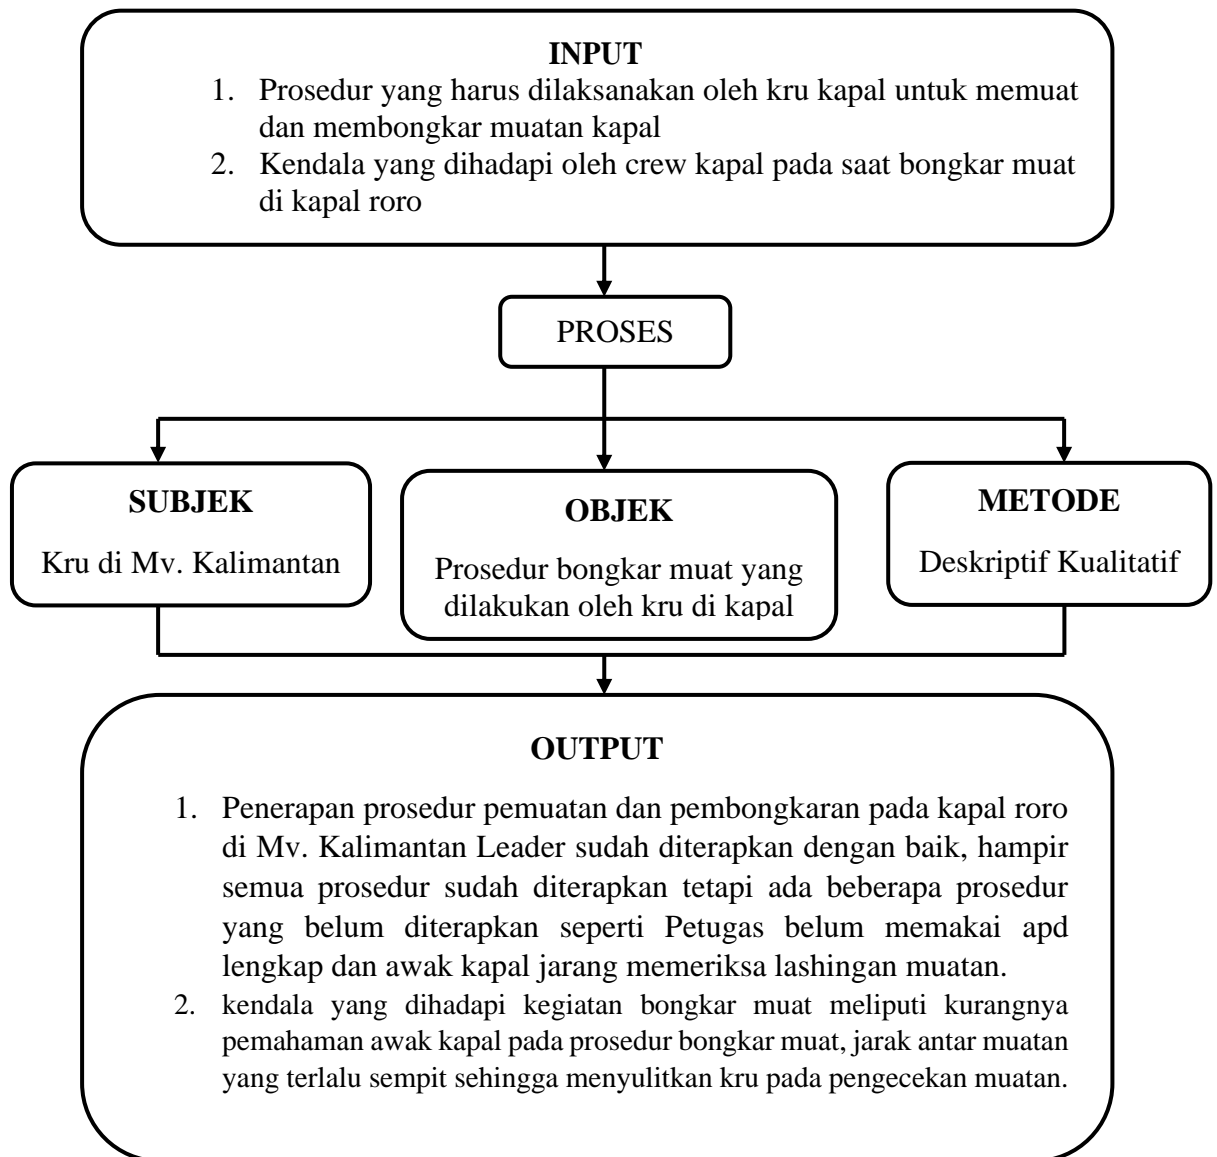 INPUT
1. Prosedur yang harus dilaksanakan oleh kru kapal untuk memuat
dan membongkar muatan kapal
2. Kendala yang dihadapi oleh crew kapal pada saat bongkar muat
di kapal roro
PROSES
SUBJEK
Kru di Mv. Kalimantan
OBJEK
Prosedur bongkar muat yang
dilakukan oleh kru di kapal
METODE
Deskriptif Kualitatif
OUTPUT
1. Penerapan prosedur pemuatan dan pembongkaran pada kapal roro
di Mv. Kalimantan Leader sudah diterapkan dengan baik, hampir
semua prosedur sudah diterapkan tetapi ada beberapa prosedur
yang belum diterapkan seperti Petugas belum memakai apd
lengkap dan awak kapal jarang memeriksa lashingan muatan.
2. kendala yang dihadapi kegiatan bongkar muat meliputi kurangnya
pemahaman awak kapal pada prosedur bongkar muat, jarak antar muatan
yang terlalu sempit sehingga menyulitkan kru pada pengecekan muatan.